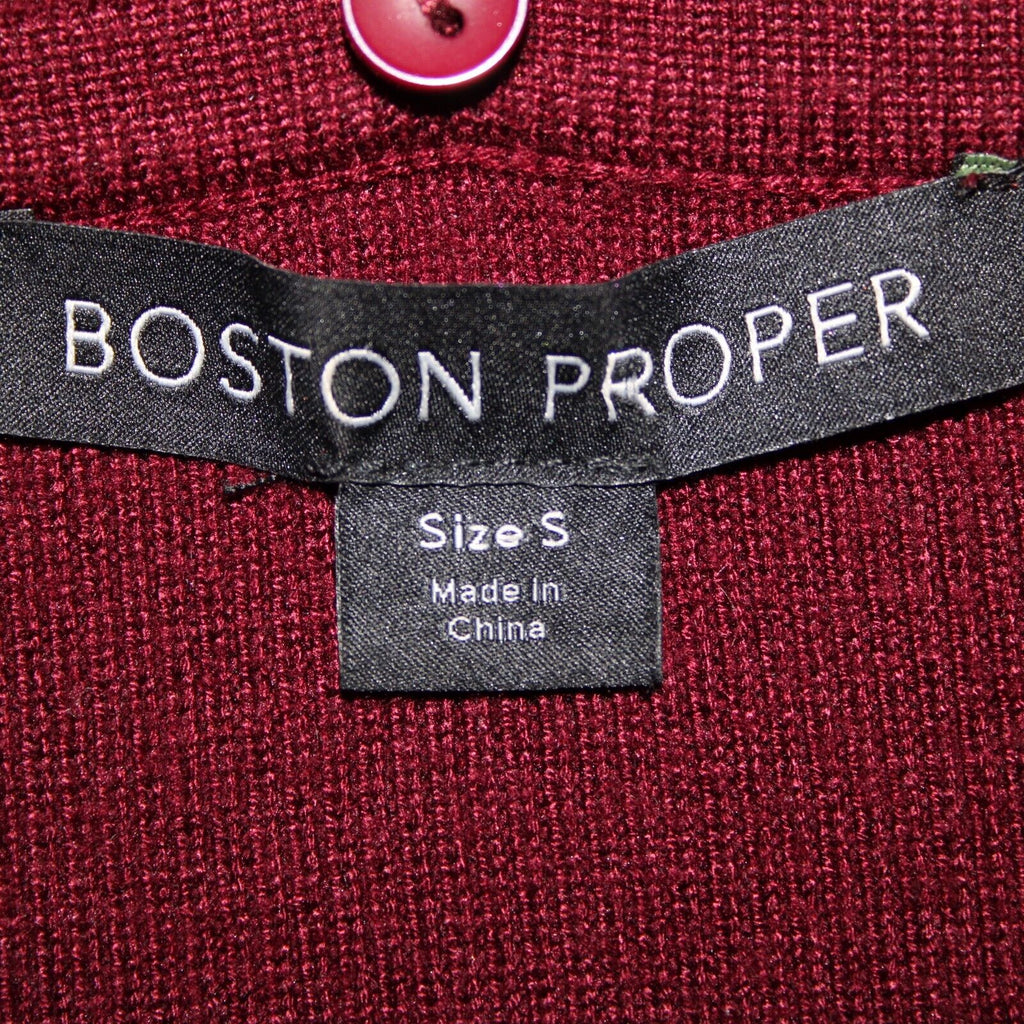 BOSTON PROPER
Size S
Made In
China